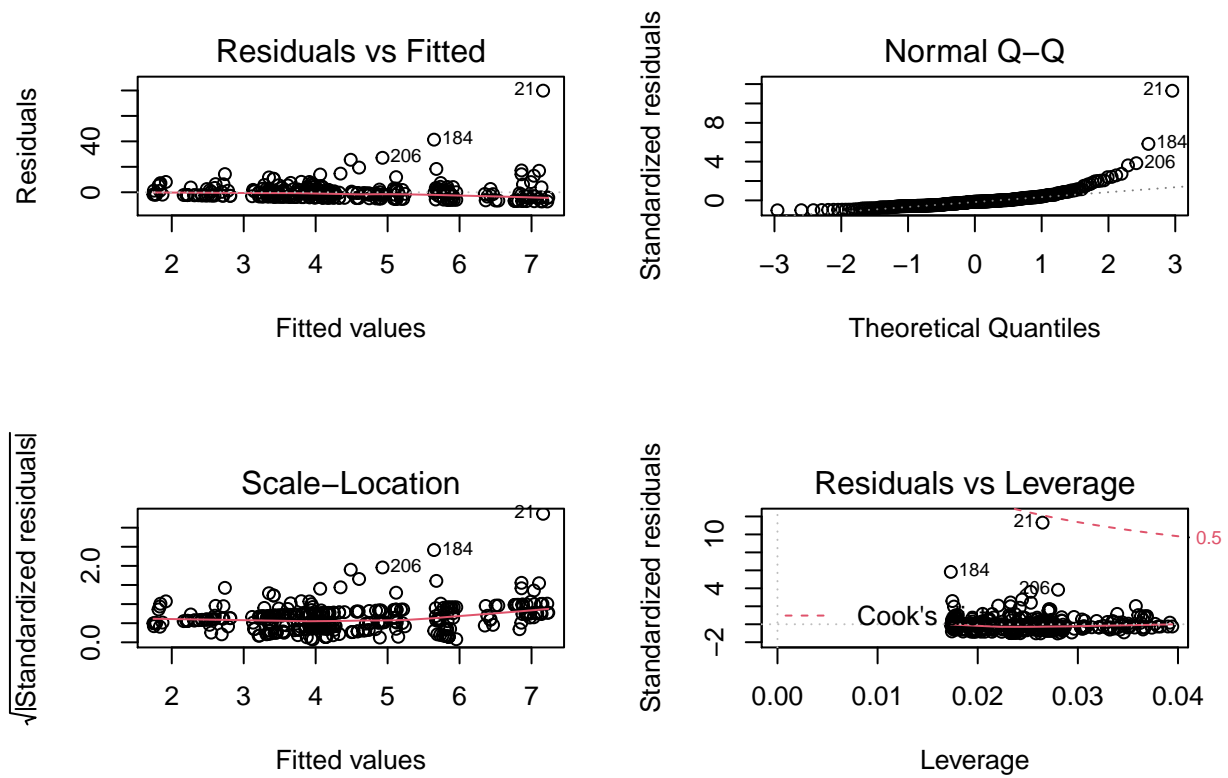 Residuals vs Fitted
Residuals
0 40
21
184
206
2 3 4 5 6 7
Fitted values
Normal Q−Q
Standardized residuals
0 4 8
21
184
206
−3 −2 −1 0 1 2 3
Theoretical Quantiles
Scale−Location
√|Standardized residuals|
0.0 2.0
21
184
206
2 3 4 5 6 7
Fitted values
Residuals vs Leverage
Standardized residuals
−2 4 10
21
0.5
184
206
Cook's
0.00 0.01 0.02 0.03 0.04
Leverage